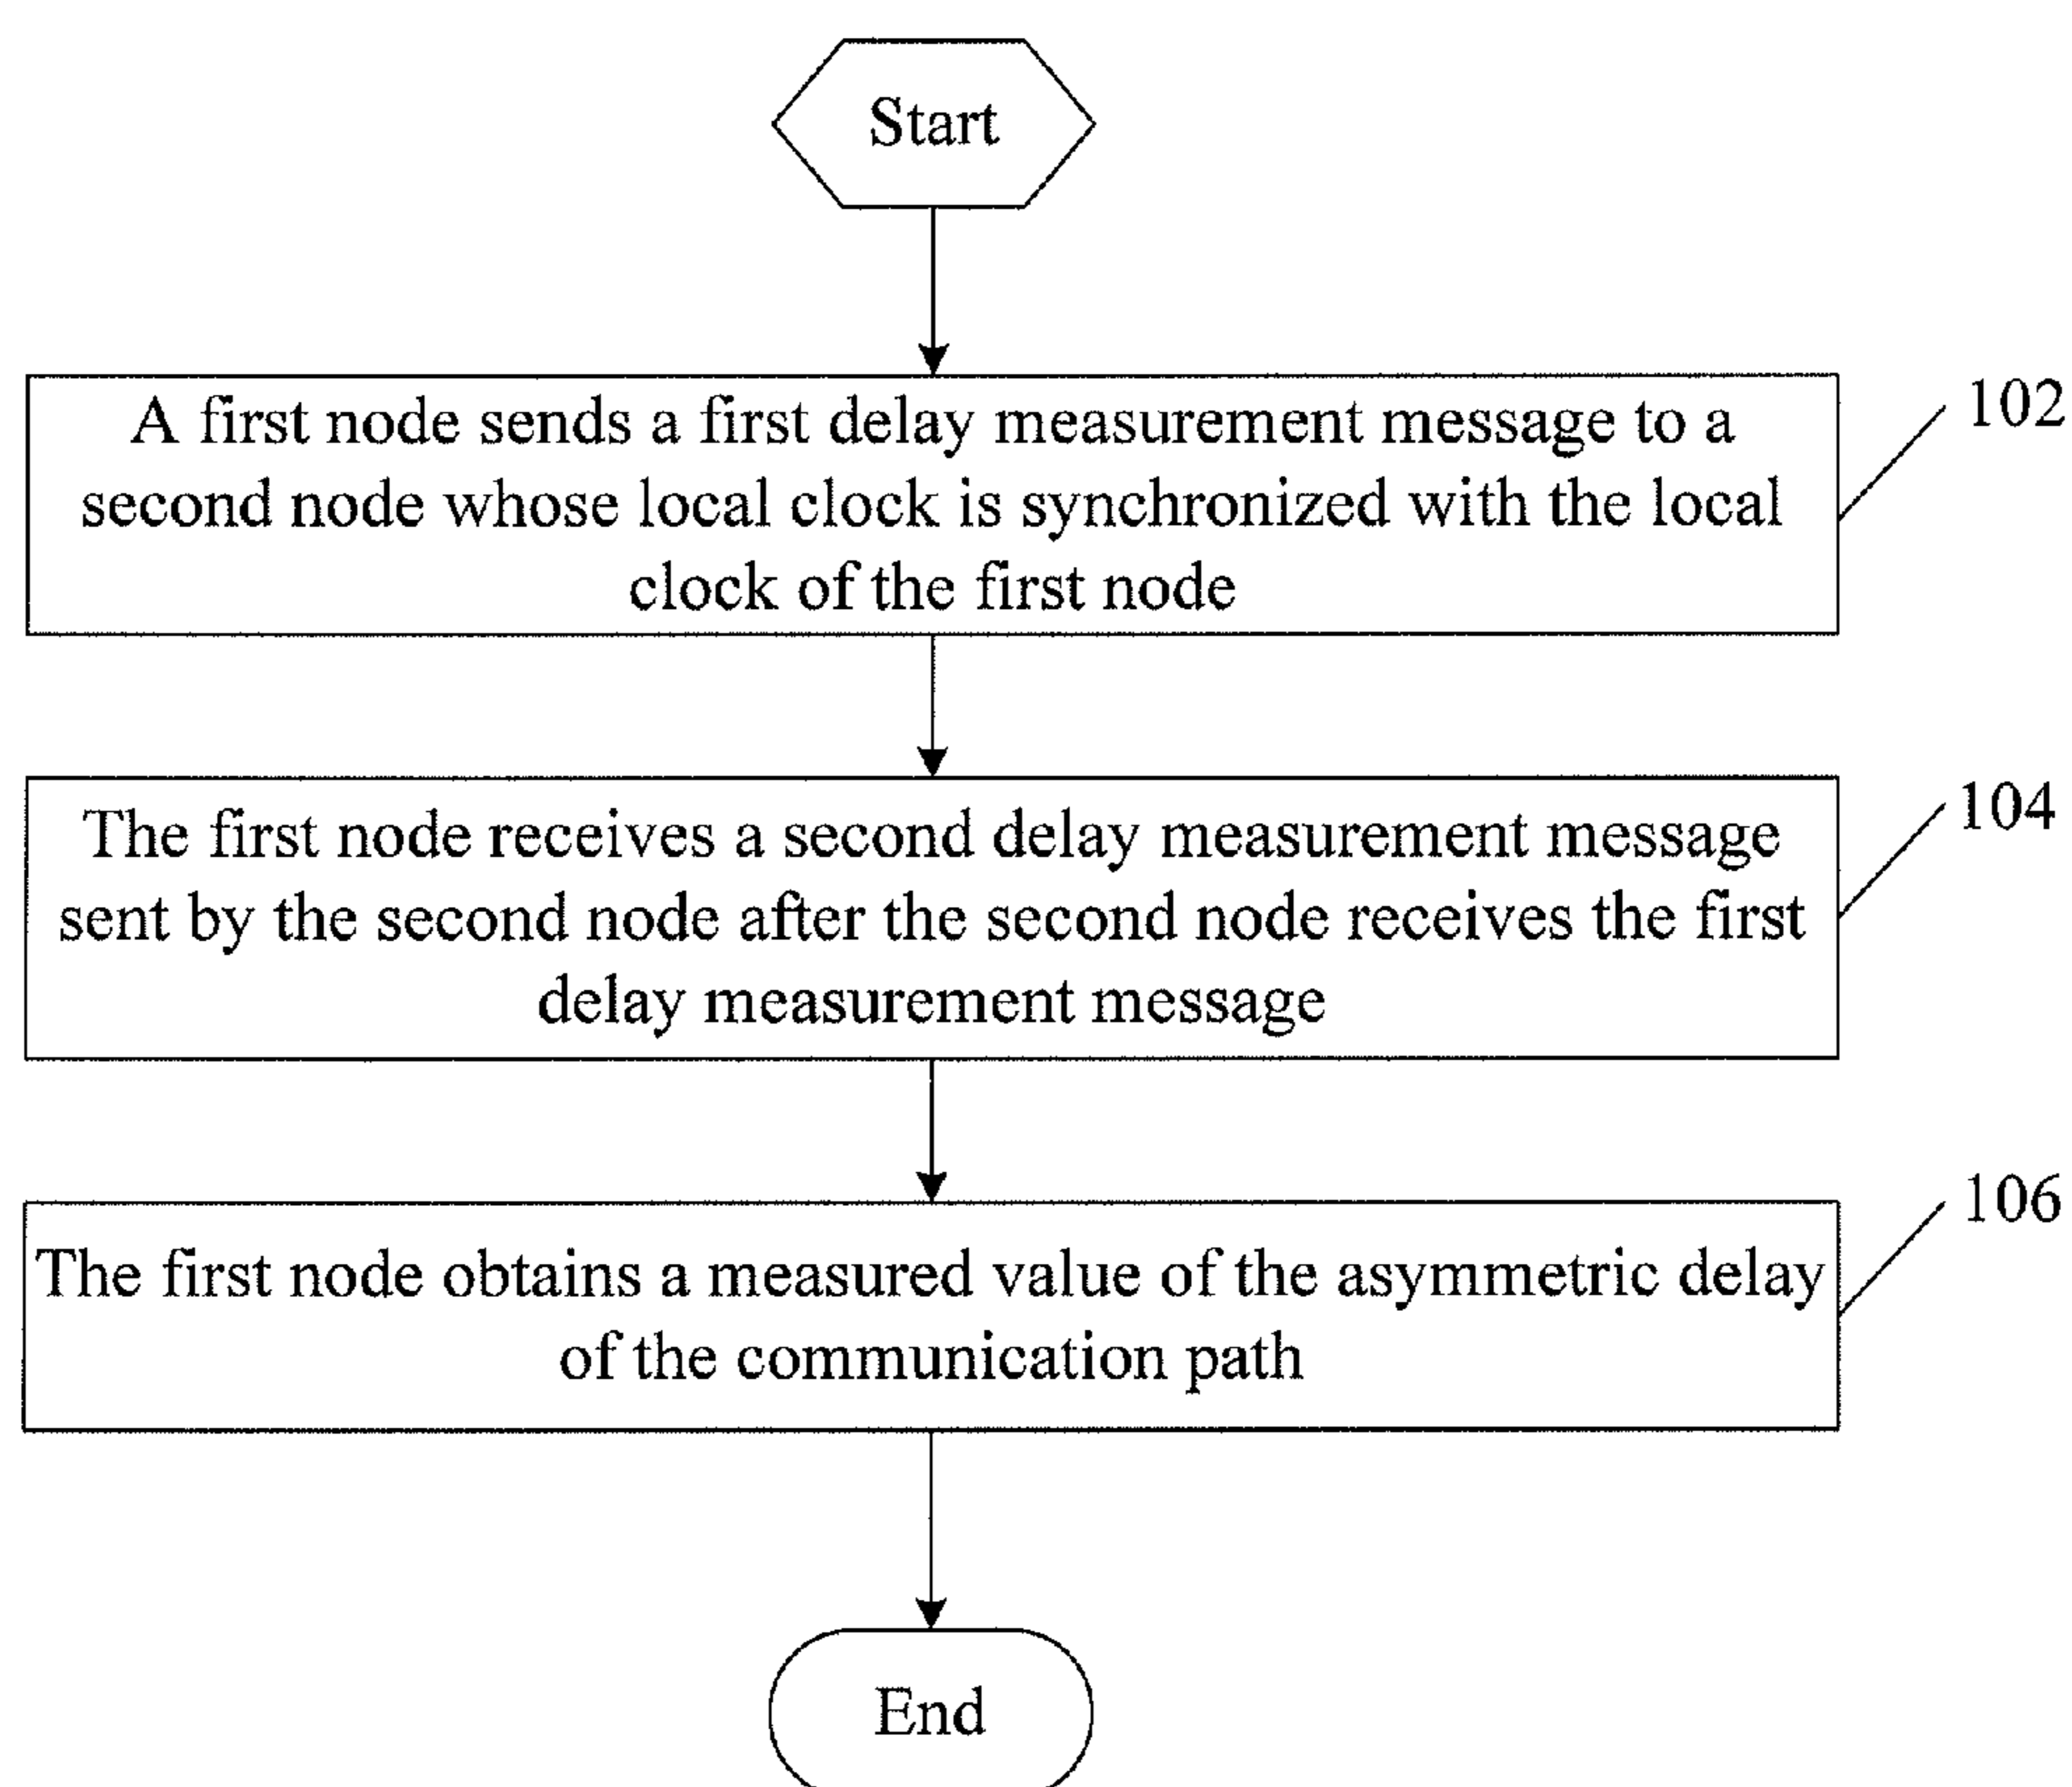 Start
A first node sends a first delay measurement message to a
second node whose local clock is synchronized with the local
clock of the first node
102
The first node receives a second delay measurement message
sent by the second node after the second node receives the first
delay measurement message
104
The first node obtains a measured value of the asymmetric delay
of the communication path
106
End